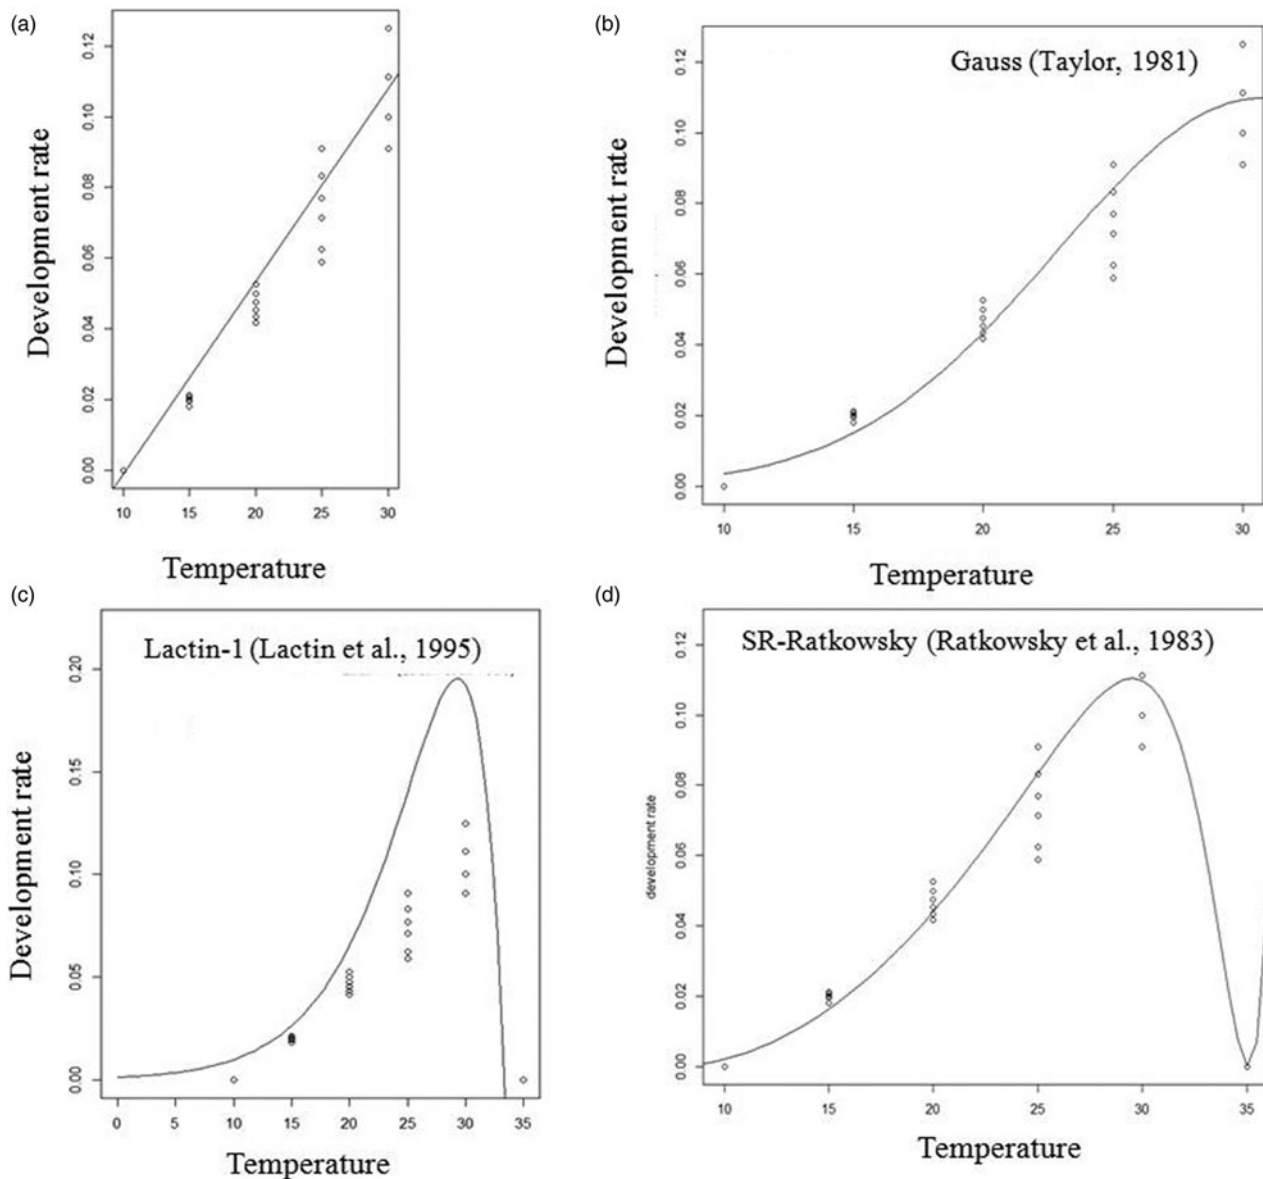 (a)
Development rate
0.00 0.02 0.04 0.06 0.08 0.10 0.12
10 15 20 25 30
Temperature
(b)
Gauss (Taylor, 1981)
Development rate
0.00 0.02 0.04 0.06 0.08 0.10 0.12
10 15 20 25 30
Temperature
(c)
Lactin-1 (Lactin et al., 1995)
Development rate
0.00 0.05 0.10 0.15 0.20
0 5 10 15 20 25 30 35
Temperature
(d)
SR-Ratkowsky (Ratkowsky et al., 1983)
development rate
0.00 0.02 0.04 0.06 0.08 0.10 0.12
10 15 20 25 30 35
Temperature